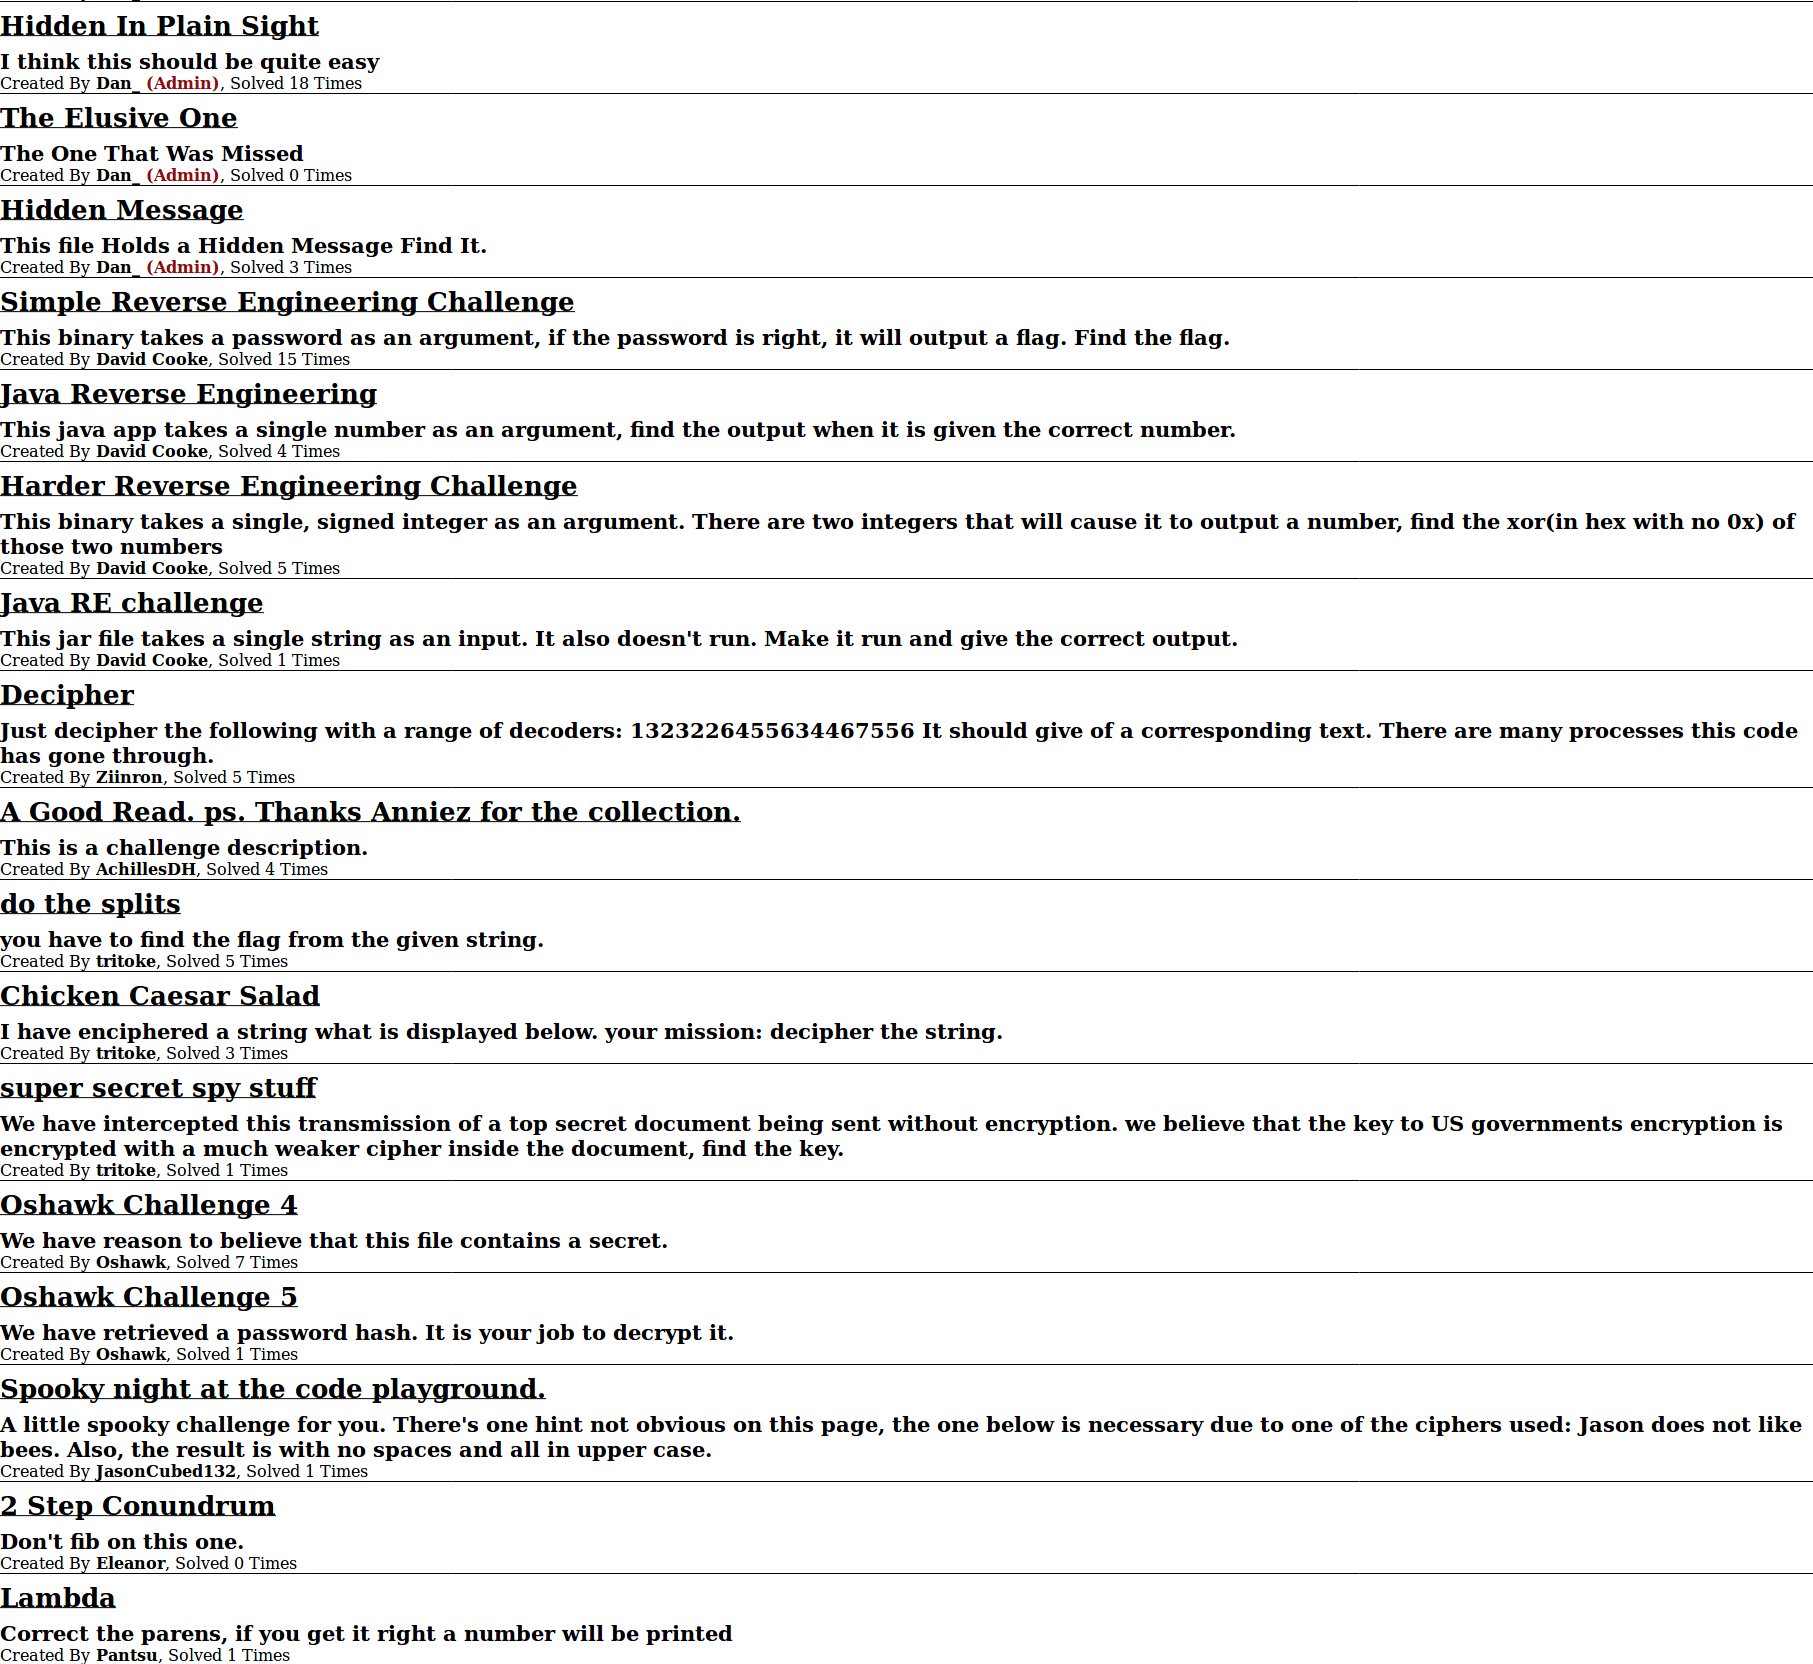 Hidden In Plain Sight
I think this should be quite easy
Created By Dan_ (Admin), Solved 18 Times
The Elusive One
The One That Was Missed
Created By Dan_ (Admin), Solved 0 Times
Hidden Message
This file Holds a Hidden Message Find It.
Created By Dan_ (Admin), Solved 3 Times
Simple Reverse Engineering Challenge
This binary takes a password as an argument, if the password is right, it will output a flag. Find the flag.
Created By David Cooke, Solved 15 Times
Java Reverse Engineering
This java app takes a single number as an argument, find the output when it is given the correct number.
Created By David Cooke, Solved 4 Times
Harder Reverse Engineering Challenge
This binary takes a single, signed integer as an argument. There are two integers that will cause it to output a number, find the xor(in hex with no 0x) of
those two numbers
Created By David Cooke, Solved 5 Times
Java RE challenge
This jar file takes a single string as an input. It also doesn't run. Make it run and give the correct output.
Created By David Cooke, Solved 1 Times
Decipher
Just decipher the following with a range of decoders: 1323226455634467556 It should give of a corresponding text. There are many processes this code
has gone through.
Created By Ziinron, Solved 5 Times
A Good Read. ps. Thanks Anniez for the collection.
This is a challenge description.
Created By AchillesDH, Solved 4 Times
do the splits
you have to find the flag from the given string.
Created By tritoke, Solved 5 Times
Chicken Caesar Salad
I have enciphered a string what is displayed below. your mission: decipher the string.
Created By tritoke, Solved 3 Times
super secret spy stuff
We have intercepted this transmission of a top secret document being sent without encryption. we believe that the key to US governments encryption is
encrypted with a much weaker cipher inside the document, find the key.
Created By tritoke, Solved 1 Times
Oshawk Challenge 4
We have reason to believe that this file contains a secret.
Created By Oshawk, Solved 7 Times
Oshawk Challenge 5
We have retrieved a password hash. It is your job to decrypt it.
Created By Oshawk, Solved 1 Times
Spooky night at the code playground.
A little spooky challenge for you. There's one hint not obvious on this page, the one below is necessary due to one of the ciphers used: Jason does not like
bees. Also, the result is with no spaces and all in upper case.
Created By JasonCubed132, Solved 1 Times
2 Step Conundrum
Don't fib on this one.
Created By Eleanor, Solved 0 Times
Lambda
Correct the parens, if you get it right a number will be printed
Created By Pantsu, Solved 1 Times